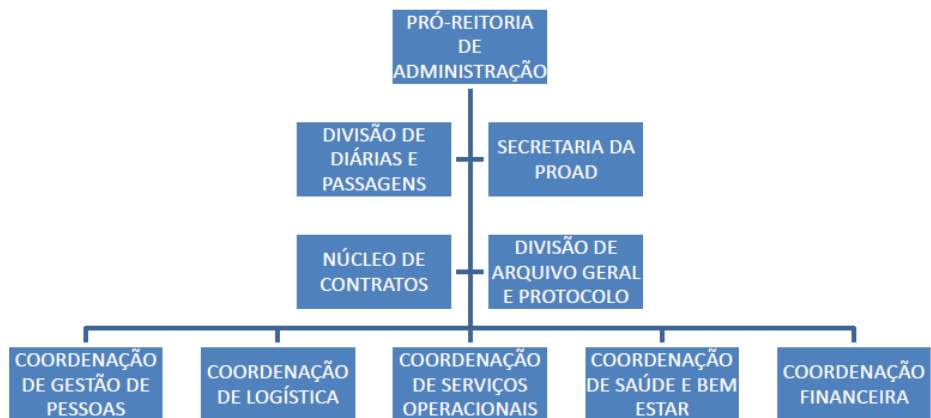 PRÓ-REITORIA
DE
ADMINISTRAÇÃO
DIVISÃO DE
DIÁRIAS E
PASSAGENS
SECRETARIA DA
PROAD
NÚCLEO DE
CONTRATOS
DIVISÃO DE
ARQUIVO GERAL
E PROTOCOLO
COORDENAÇÃO
DE GESTÃO DE
PESSOAS
COORDENAÇÃO
DE LOGÍSTICA
COORDENAÇÃO
DE SERVIÇOS
OPERACIONAIS
COORDENAÇÃO
DE SAÚDE E BEM
ESTAR
COORDENAÇÃO
FINANCEIRA